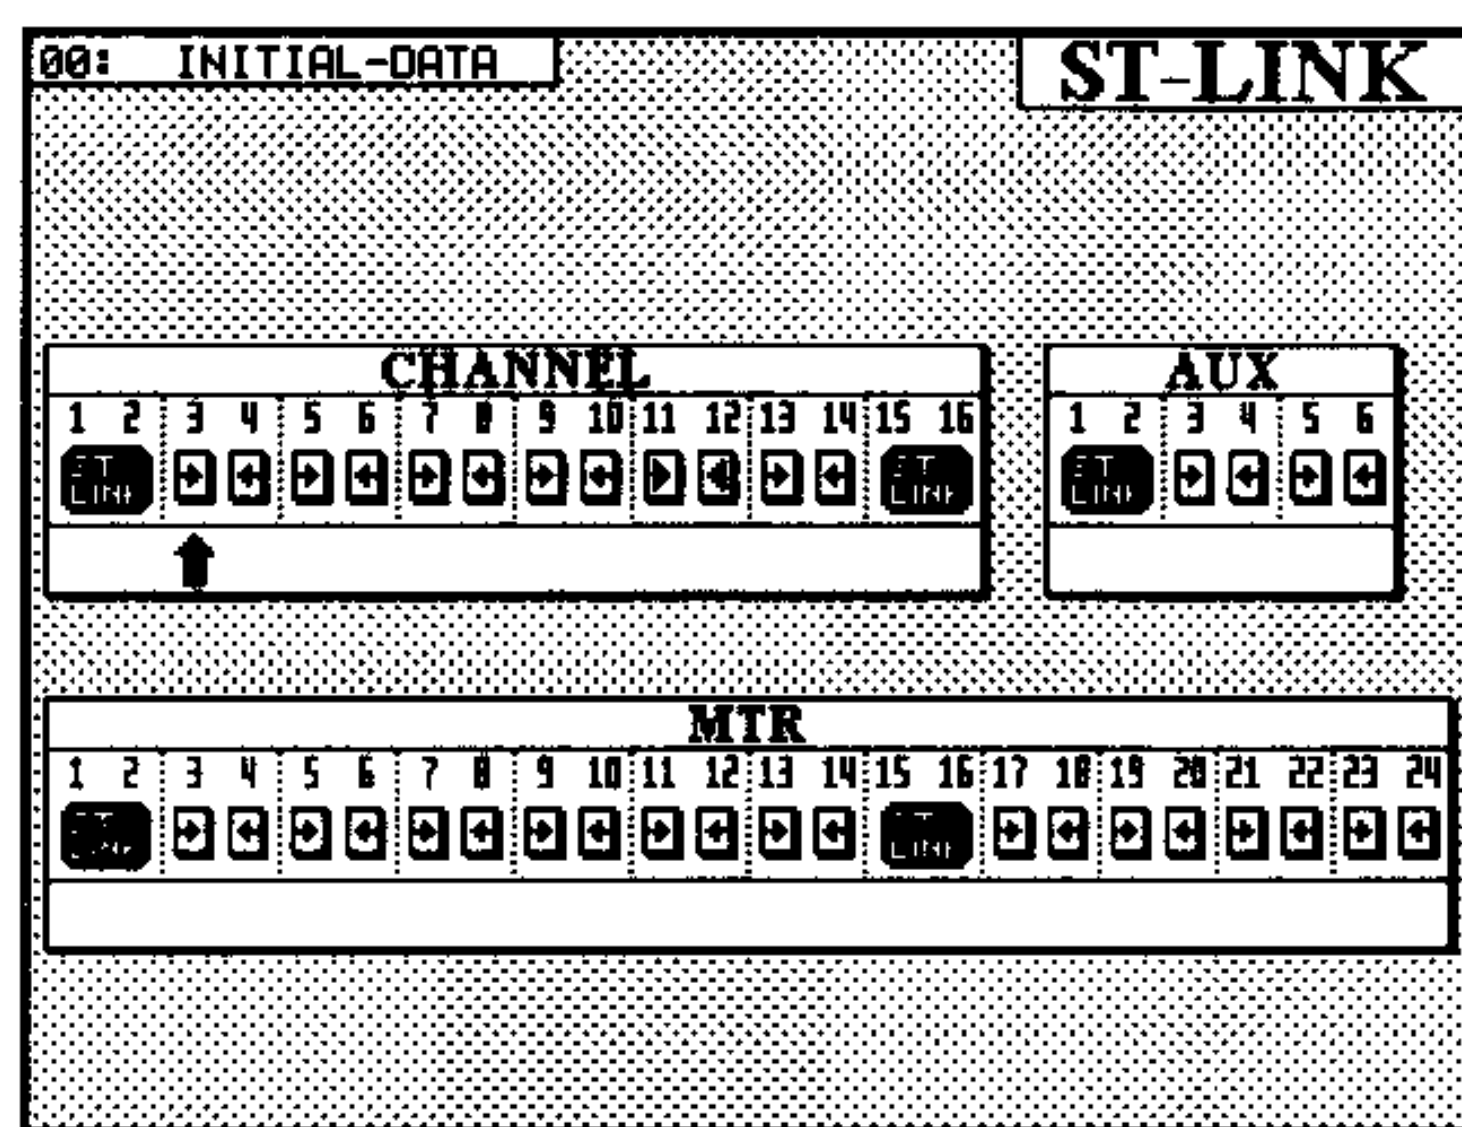 00: INITIAL-DATA
ST-LINK
CHANNEL
1 2 3 4 5 6 7 8 9 10 11 12 13 14 15 16
ST LINK
ST LINK
AUX
1 2 3 4 5 6
ST LINK
MTR
1 2 3 4 5 6 7 8 9 10 11 12 13 14 15 16 17 18 19 20 21 22 23 24
ST LINK